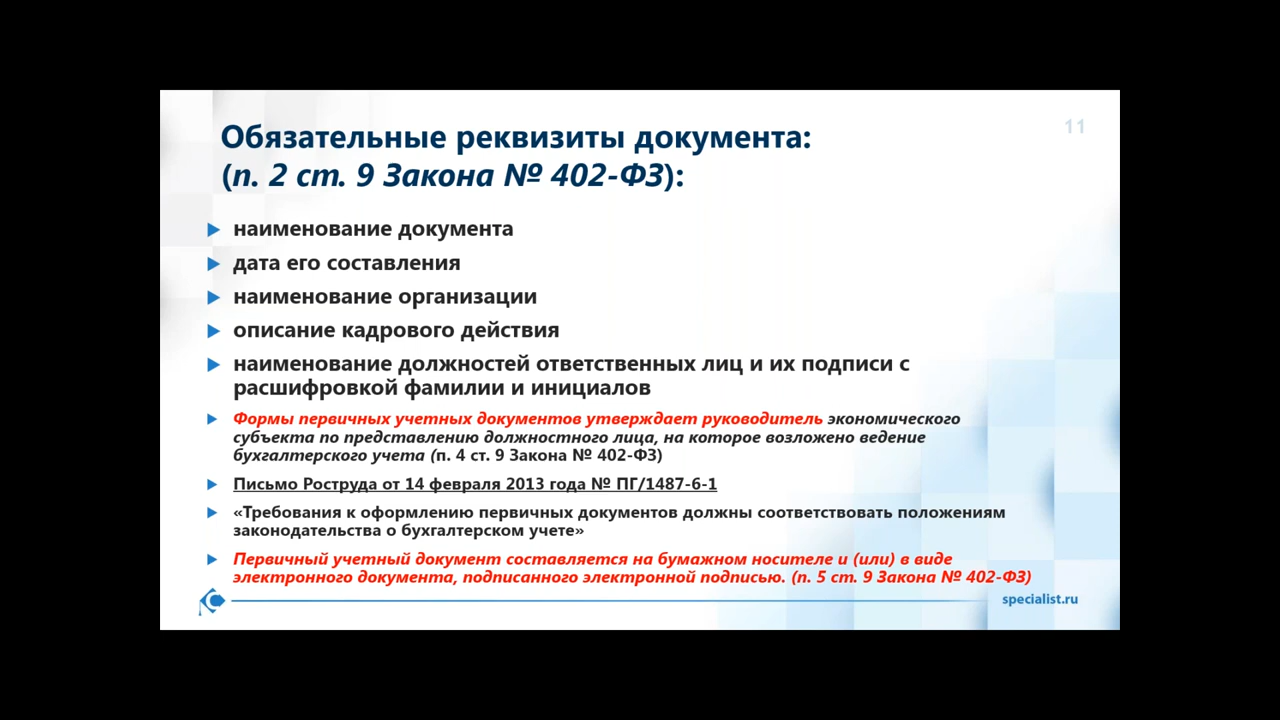 Обязательные реквизиты документа:
(п. 2 ст. 9 Закона № 402-ФЗ):
11
наименование документа
дата его составления
наименование организации
описание кадрового действия
наименование должностей ответственных лиц и их подписи с
расшифровкой фамилии и инициалов
Формы первичных учетных документов утверждает руководитель экономического
субъекта по представлению должностного лица, на которое возложено ведение
бухгалтерского учета (п. 4 ст. 9 Закона № 402-ФЗ)
Письмо Роструда от 14 февраля 2013 года № ПГ/1487-6-1
«Требования к оформлению первичных документов должны соответствовать положениям
законодательства о бухгалтерском учете»
Первичный учетный документ составляется на бумажном носителе и (или) в виде
электронного документа, подписанного электронной подписью. (п. 5 ст. 9 Закона № 402-ФЗ)
specialist.ru